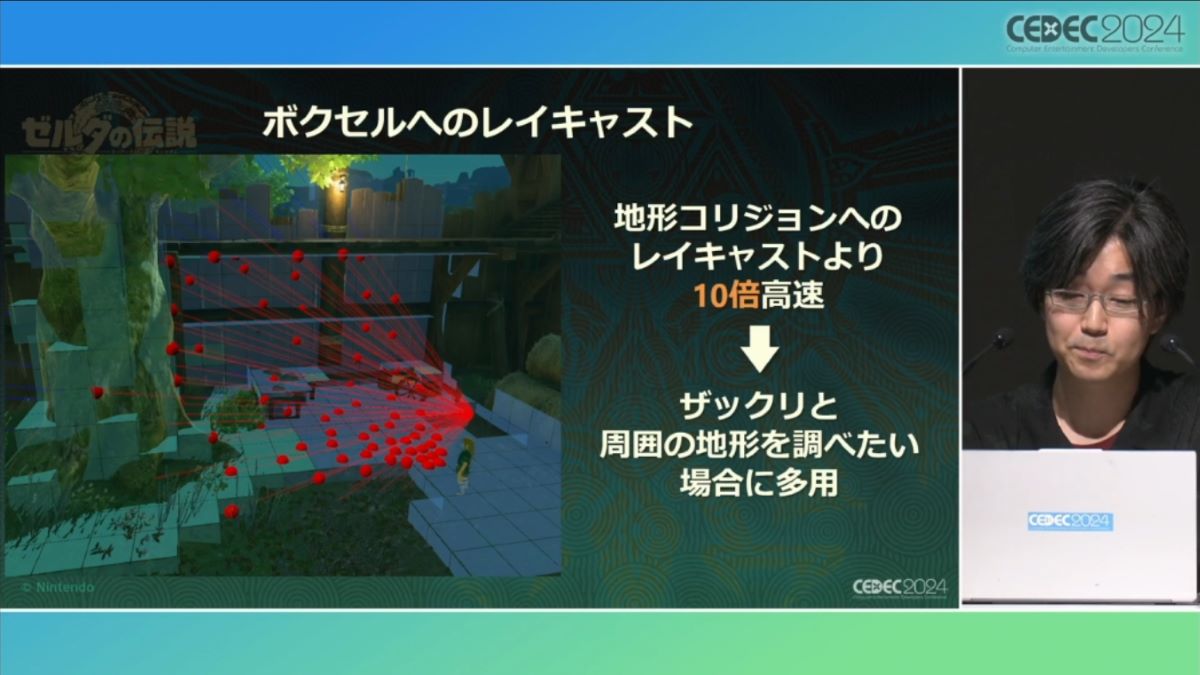 CEDEC2024
Computer Entertainment Developers Conference
ゼルダの伝説
ボクセルへのレイキャスト
地形コリジョンへの
レイキャストより
10倍高速
ザックリと
周囲の地形を調べたい
場合に多用
© Nintendo
CEDEC2024
Computer Entertainment Developers Conference
CEDEC2024